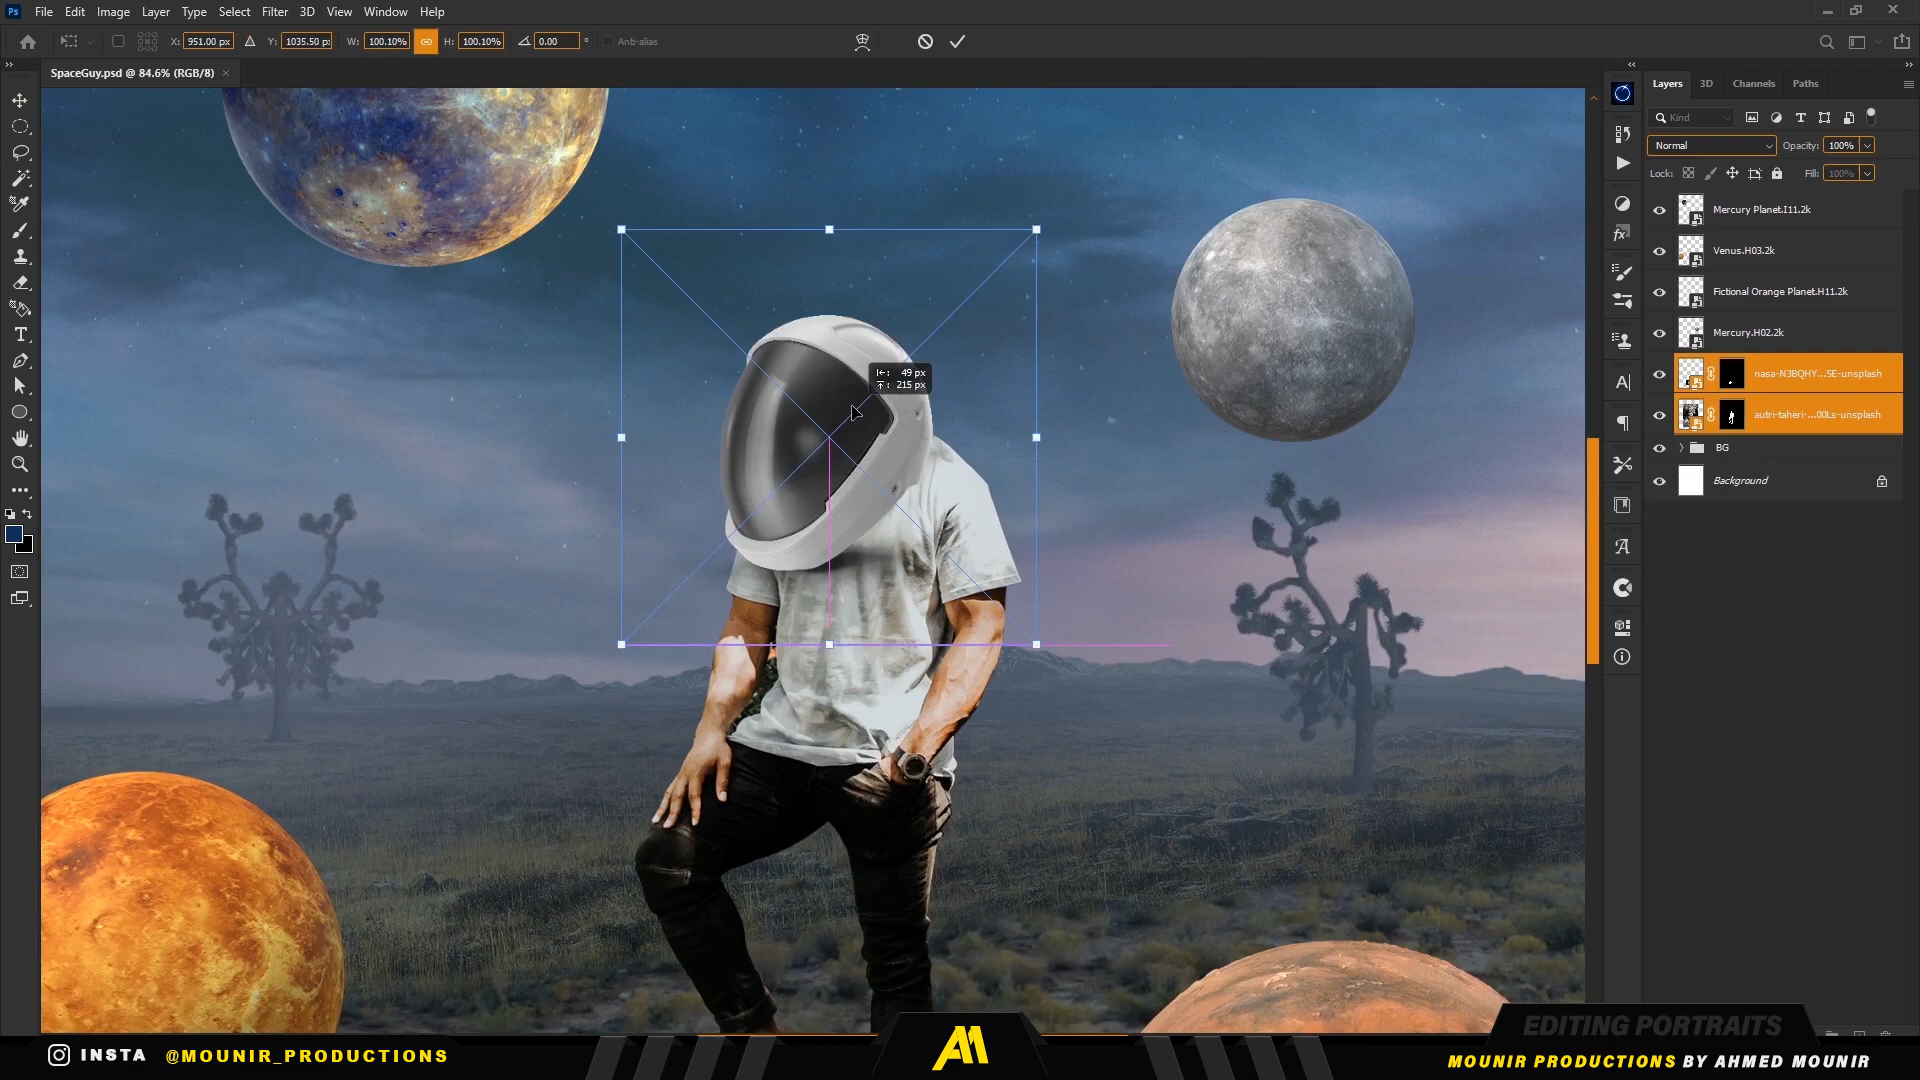 Ps File Edit Image Layer Type Select Filter 3D View Window Help
X: 951.00 px Y: 1035.50 p: W: 100.10% H: 100.10% 0.00 ° Anti-alias
SpaceGuy.psd @ 84.6% (RGB/8) ×
Layers 3D Channels Paths
Kind
Normal Opacity: 100%
Lock: Fill: 100%
Mercury Planet.I11.2k
Venus.H03.2k
Fictional Orange Planet.H11.2k
Mercury.H02.2k
nasa-N3BQHY...5E-unsplash
autri-taheri-...00Ls-unsplash
BG
Background
49 px
215 px
EDITING PORTRAITS
INSTA @MOUNIR_PRODUCTIONS
MOUNIR PRODUCTIONS BY AHMED MOUNIR